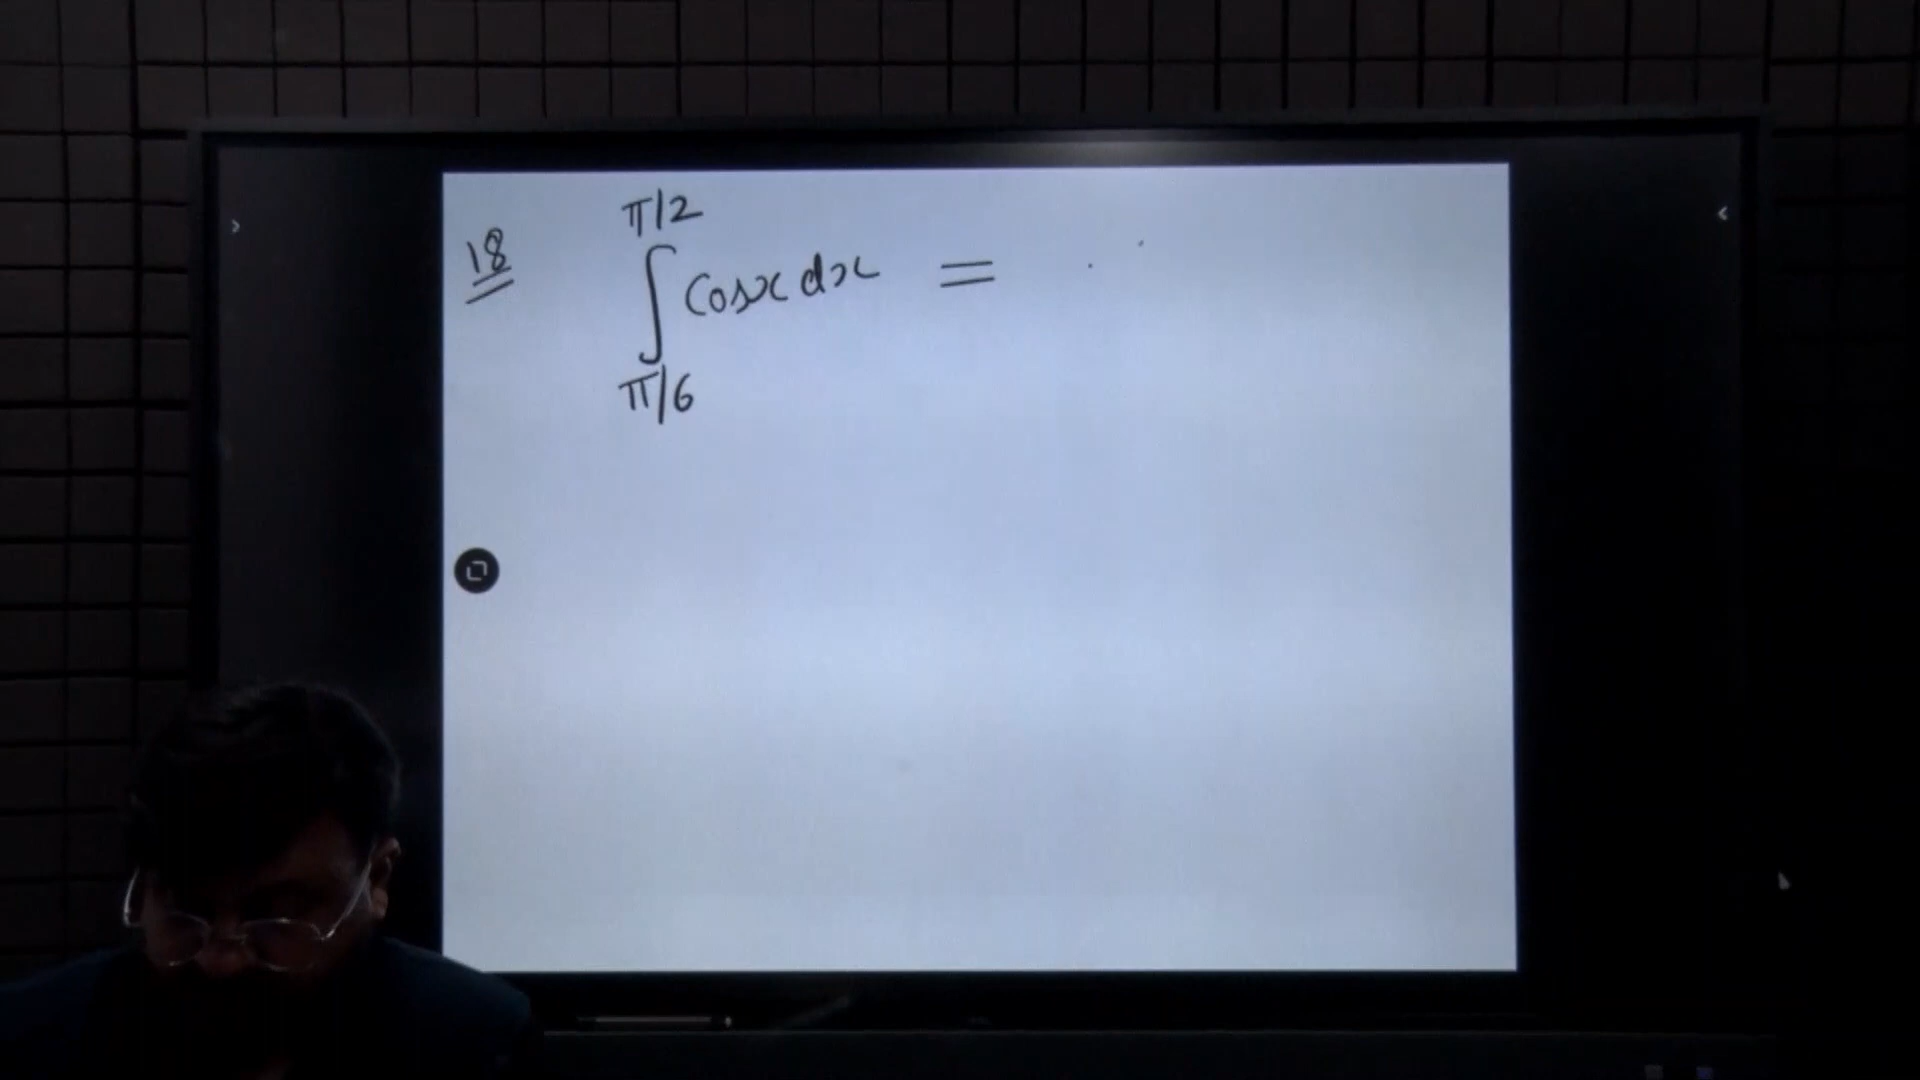 18 ∫_{π/6}^{π/2} Cosx dx =